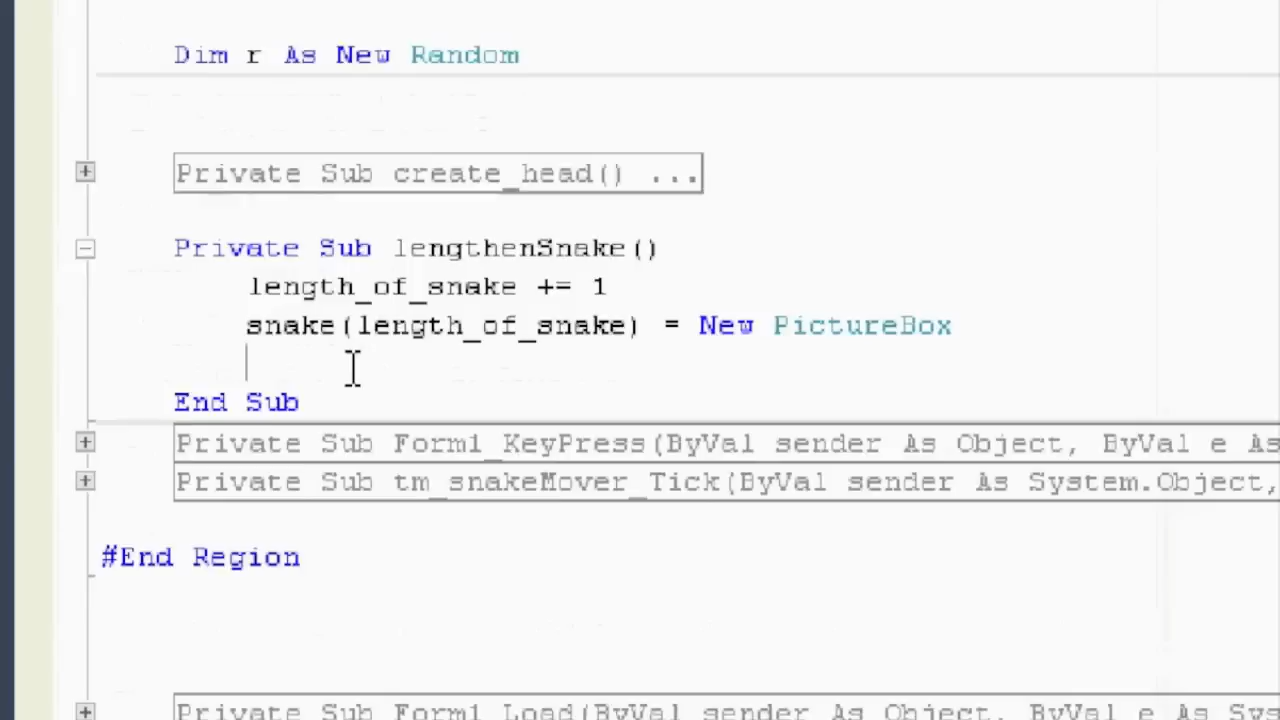 Dim r As New Random
Private Sub create_head() ...
Private Sub lengthenSnake()
length_of_snake += 1
snake(length_of_snake) = New PictureBox
End Sub
Private Sub Form1_KeyPress(ByVal sender As Object, ByVal e As
Private Sub tm_snakeMover_Tick(ByVal sender As System.Object,
#End Region
Private Sub Form1_Load(ByVal sender As Object, ByVal e As Sys